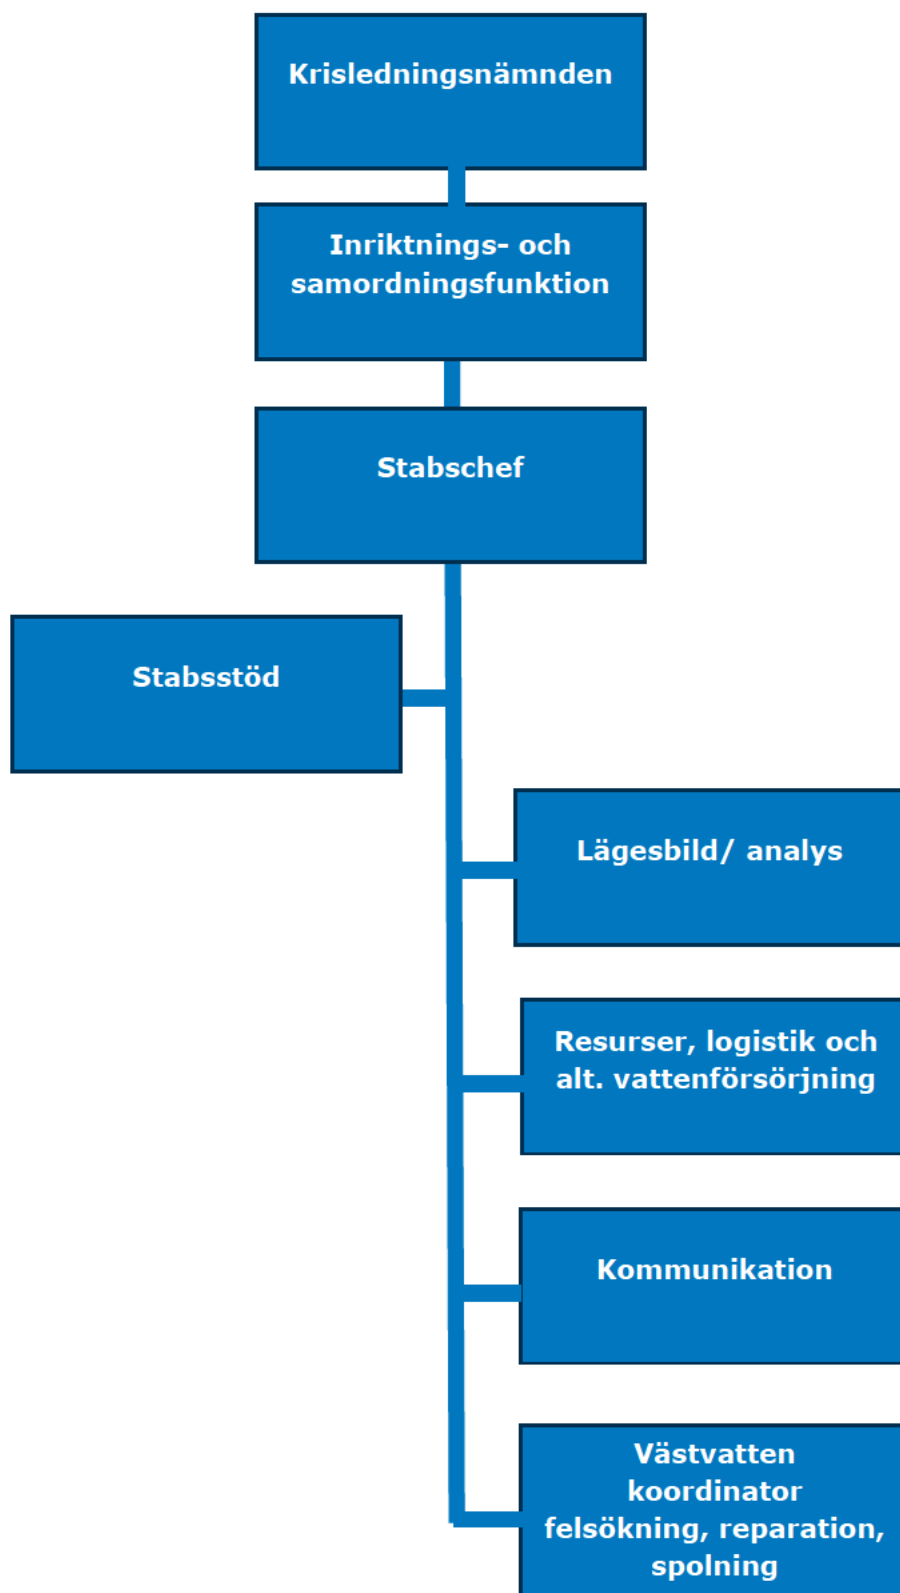 Krisledningsnämnden
Inriktnings- och
samordningsfunktion
Stabschef
Stabsstöd
Lägesbild/ analys
Resurser, logistik och
alt. vattenförsörjning
Kommunikation
Västvatten
koordinator
felsökning, reparation,
spolning